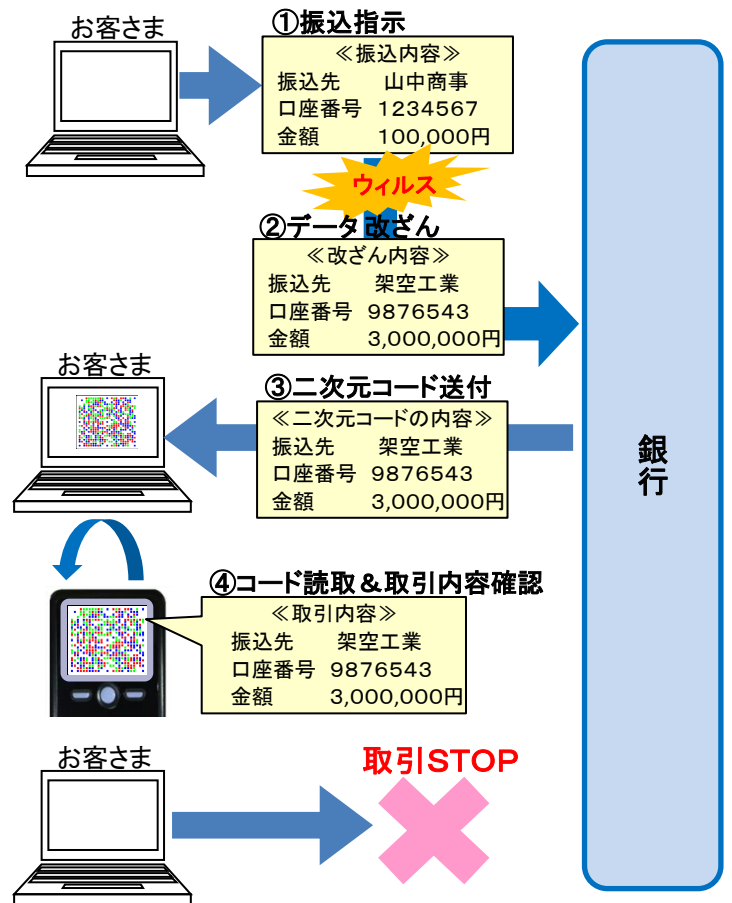 お客さま
①振込指示
≪振込内容≫
振込先 山中商事
口座番号 1234567
金額 100,000円
ウィルス
②データ改ざん
≪改ざん内容≫
振込先 架空工業
口座番号 9876543
金額 3,000,000円
お客さま
③二次元コード送付
≪二次元コードの内容≫
振込先 架空工業
口座番号 9876543
金額 3,000,000円
銀行
④コード読取&取引内容確認
≪取引内容≫
振込先 架空工業
口座番号 9876543
金額 3,000,000円
お客さま
取引STOP